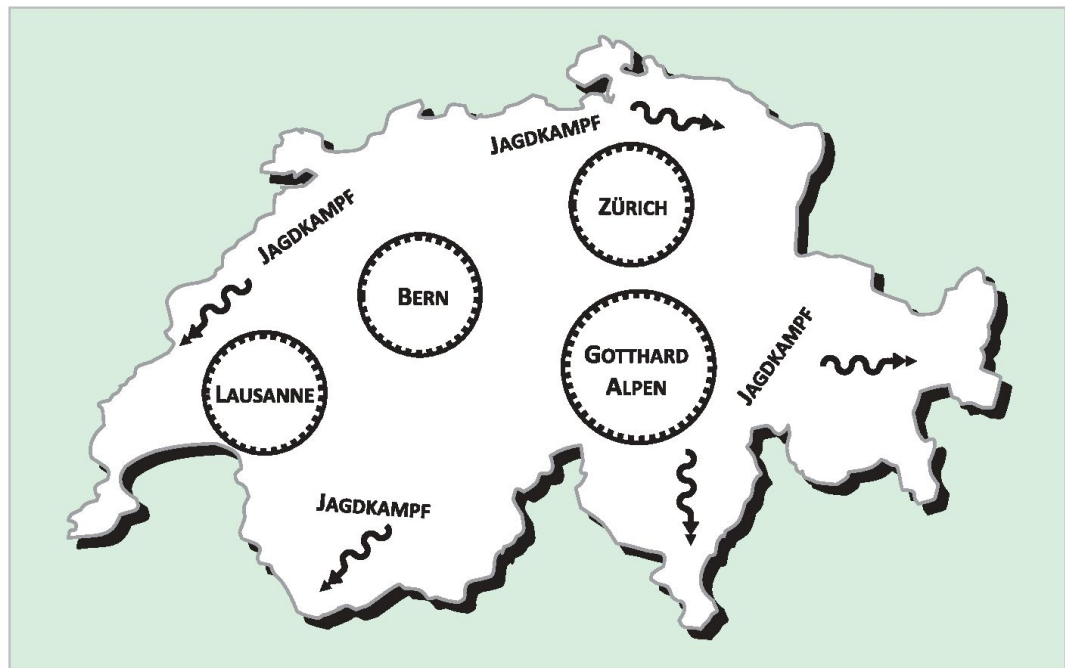 JAGDKAMPF
ZÜRICH
JAGDKAMPF
BERN
LAUSANNE
GOTTHARD
ALPEN
JAGDKAMPF
JAGDKAMPF